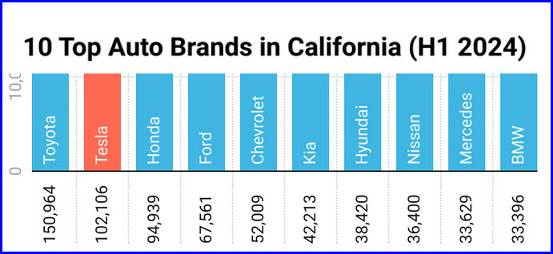 10 Top Auto Brands in California (H1 2024)
0
Toyota
Tesla
Honda
Ford
Chevrolet
Kia
Hyundai
Nissan
Mercedes
BMW
150,964
102,106
94,939
67,561
52,009
42,213
38,420
36,400
33,629
33,396